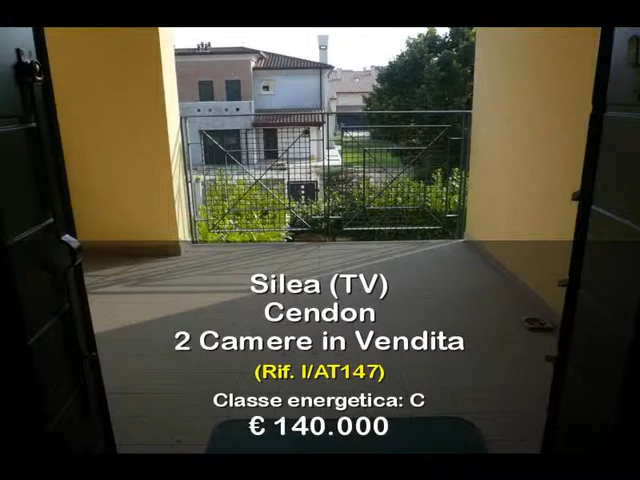 Silea (TV)
Cendon
2 Camere in Vendita
(Rif. I/AT147)
Classe energetica: C
€ 140.000